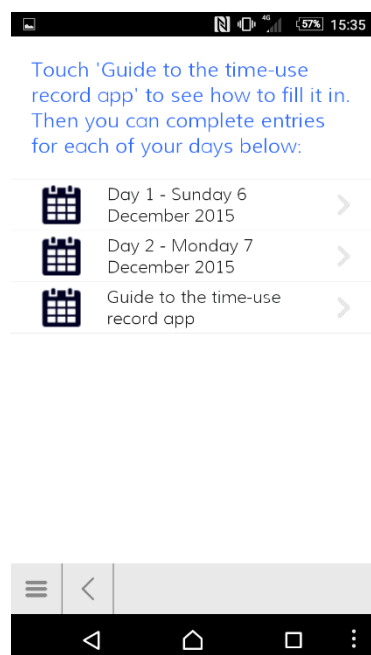 4G 57% 15:35
Touch 'Guide to the time-use
record app' to see how to fill it in.
Then you can complete entries
for each of your days below:
Day 1 - Sunday 6
December 2015
Day 2 - Monday 7
December 2015
Guide to the time-use
record app